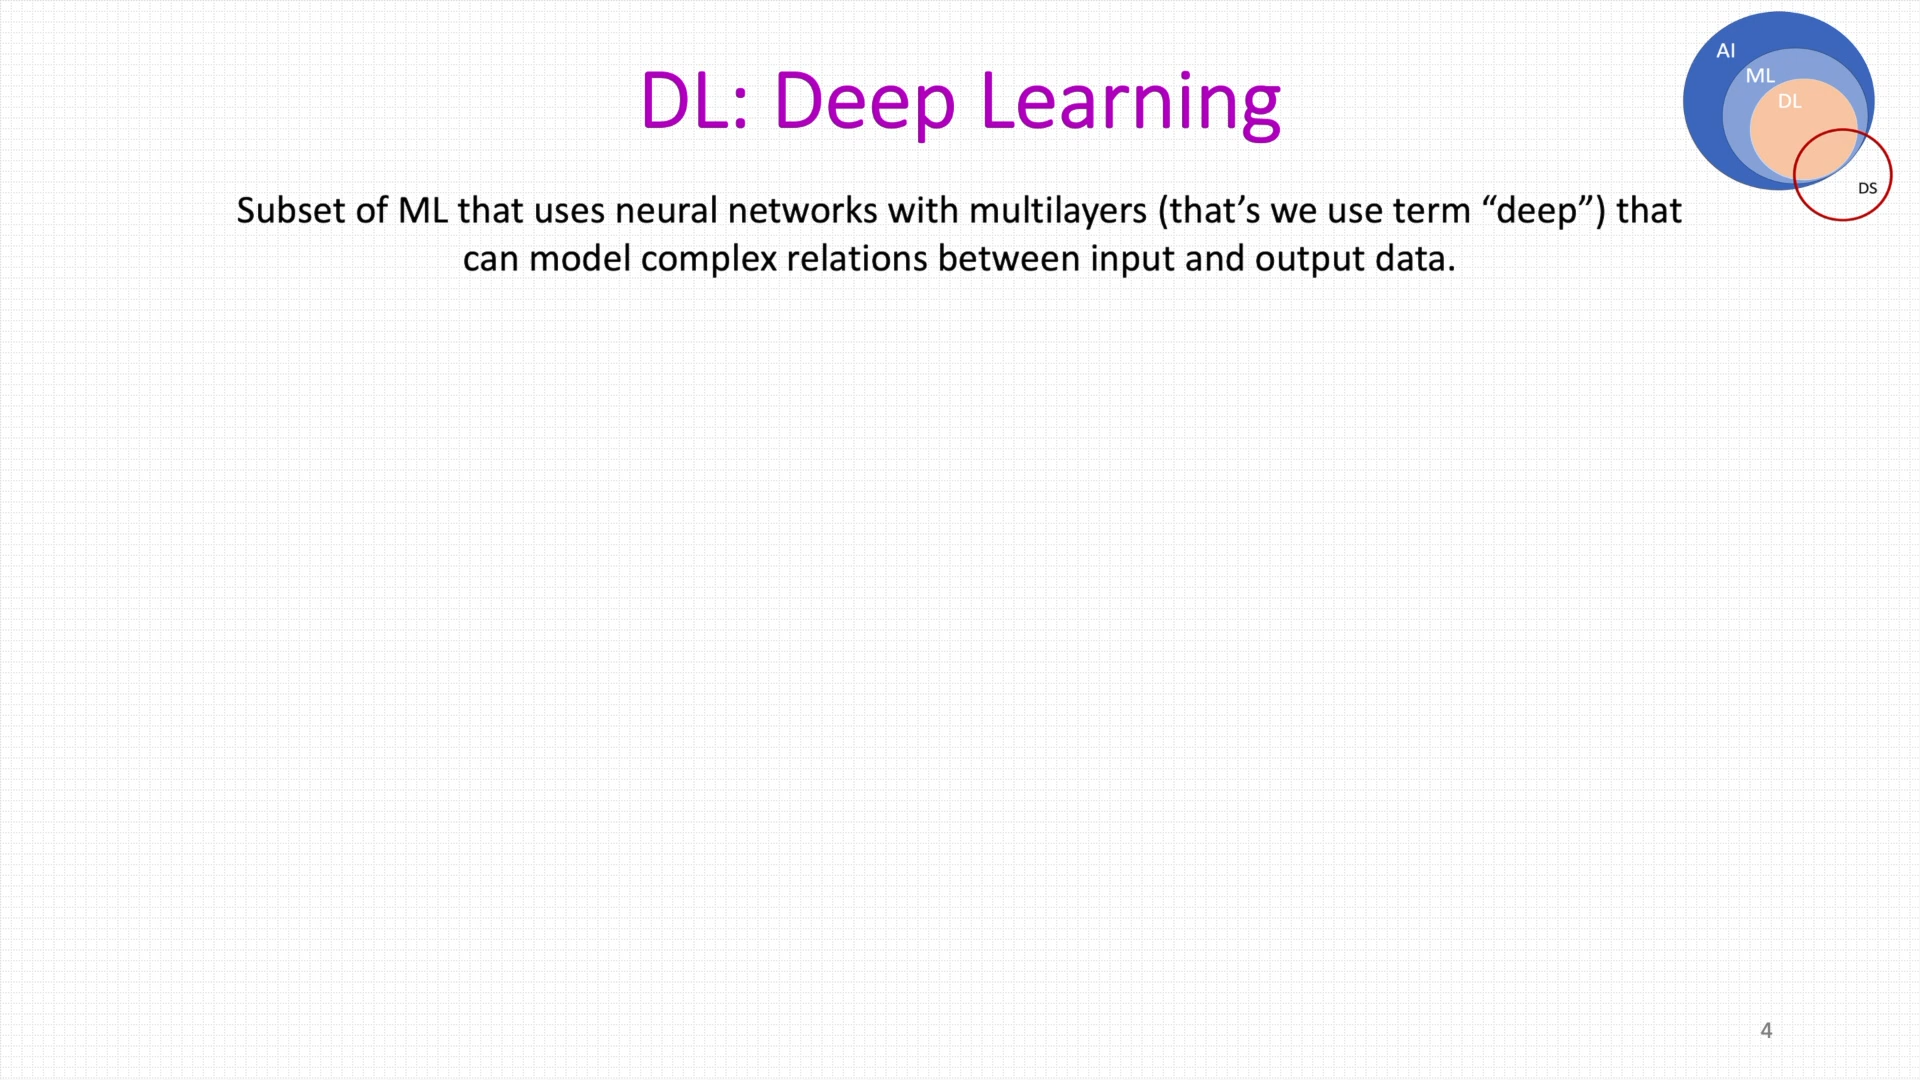 DL: Deep Learning
AI
ML
DL
DS
Subset of ML that uses neural networks with multilayers (that’s we use term “deep”) that
can model complex relations between input and output data.
4